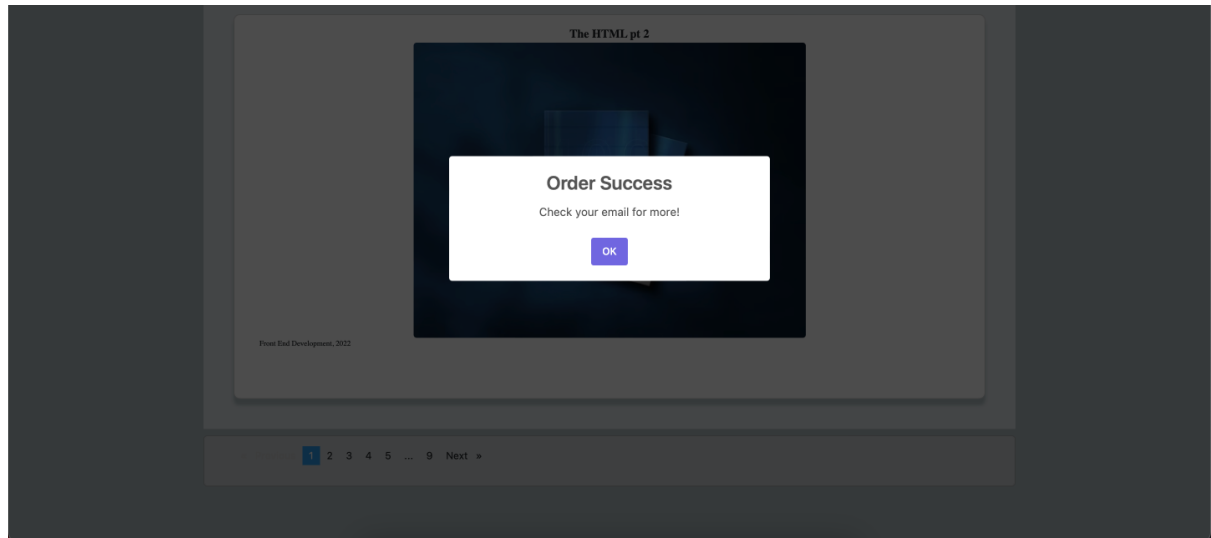 The HTML pt 2
Order Success
Check your email for more!
OK
Front End Development, 2022
1 2 3 4 5 ... 9 Next »